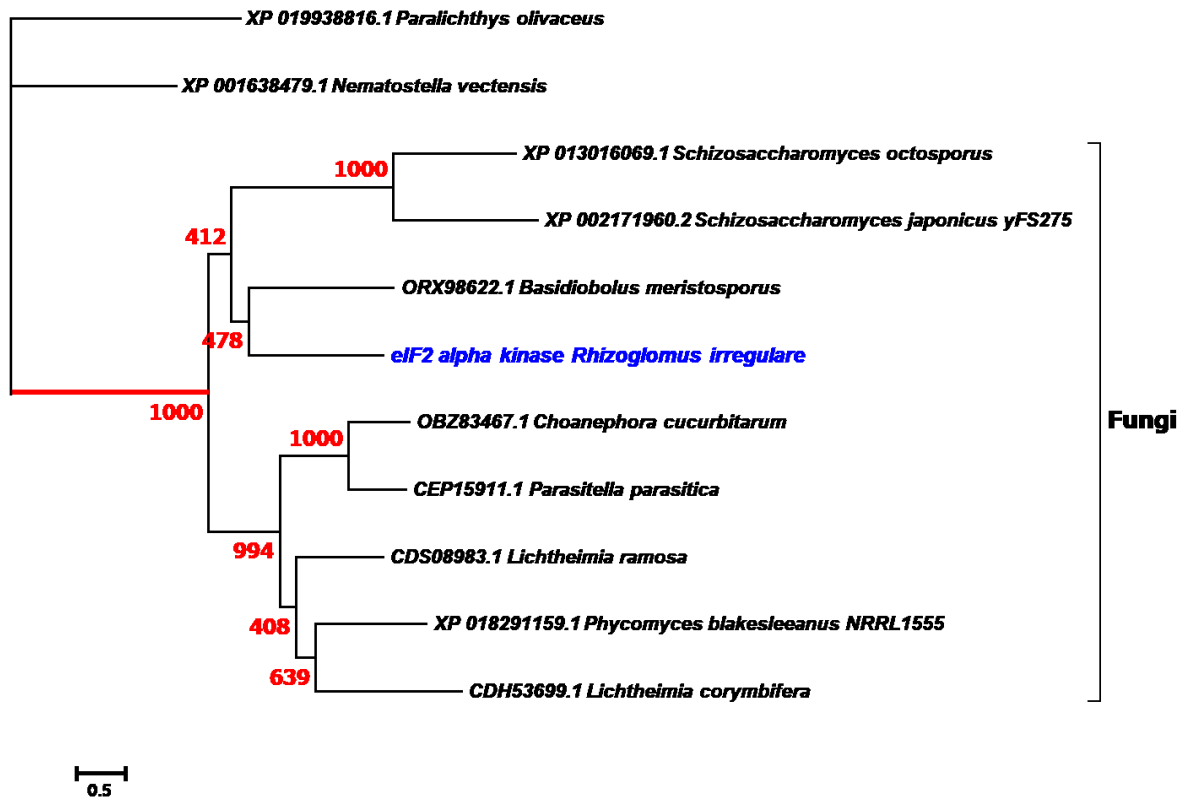 XP 019938816.1 Paralichthys olivaceus
XP 001638479.1 Nematostella vectensis
XP 013016069.1 Schizosaccharomyces octosporus
1000
XP 002171960.2 Schizosaccharomyces japonicus yFS275
412
ORX98622.1 Basidiobolus meristosporus
478
eIF2 alpha kinase Rhizoglomus irregulare
1000
OBZ83467.1 Choanephora cucurbitarum
Fungi
1000
CEP15911.1 Parasitella parasitica
994
CDS08983.1 Lichtheimia ramosa
408
XP 018291159.1 Phycomyces blakesleeanus NRRL1555
639
CDH53699.1 Lichtheimia corymbifera
0.5